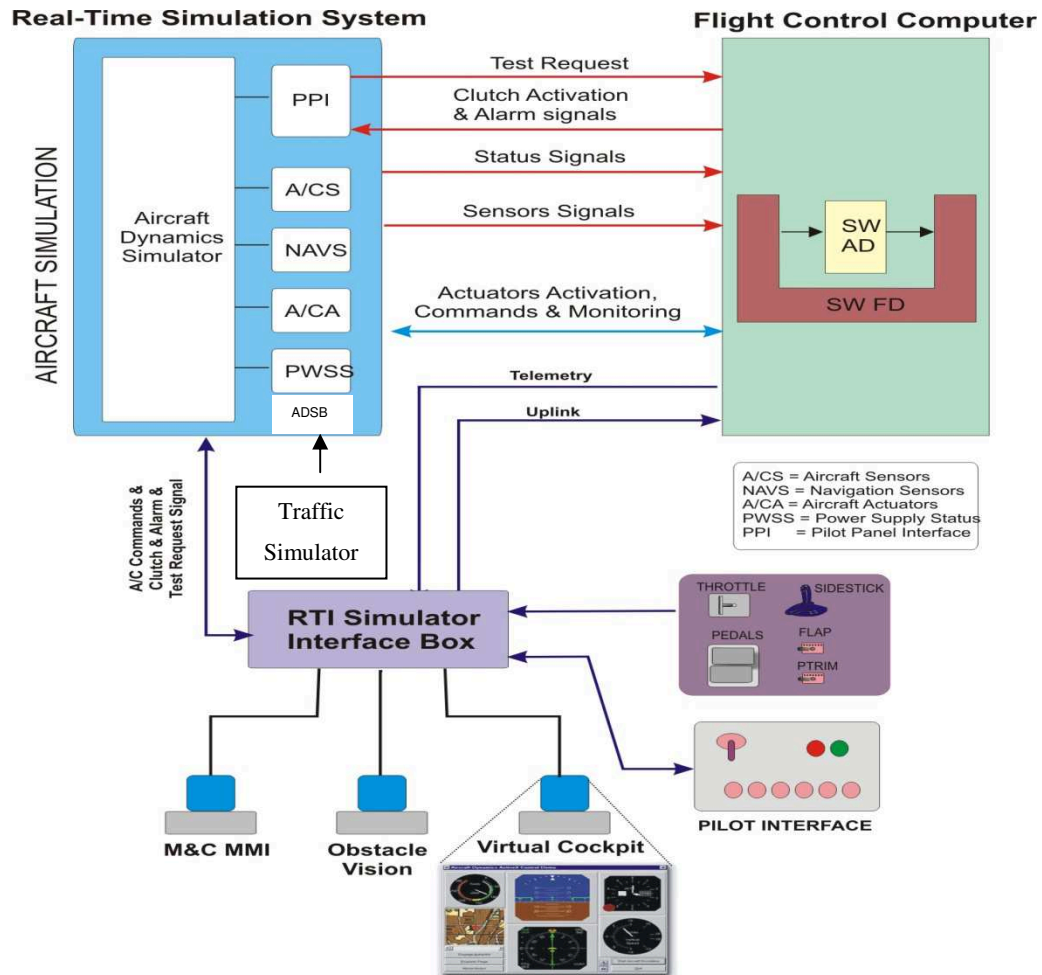 Real-Time Simulation System
Flight Control Computer
AIRCRAFT SIMULATION
Aircraft
Dynamics
Simulator
PPI
A/CS
NAVS
A/CA
PWSS
ADSB
Test Request
Clutch Activation
& Alarm signals
Status Signals
Sensors Signals
Actuators Activation,
Commands & Monitoring
Telemetry
Uplink
SW
AD
SW FD
A/CS = Aircraft Sensors
NAVS = Navigation Sensors
A/CA = Aircraft Actuators
PWSS = Power Supply Status
PPI = Pilot Panel Interface
A/C Commands &
Clutch & Alarm &
Test Request Signal
Traffic
Simulator
RTI Simulator
Interface Box
THROTTLE
SIDESTICK
PEDALS
FLAP
PTRIM
PILOT INTERFACE
M&C MMI
Obstacle
Vision
Virtual Cockpit